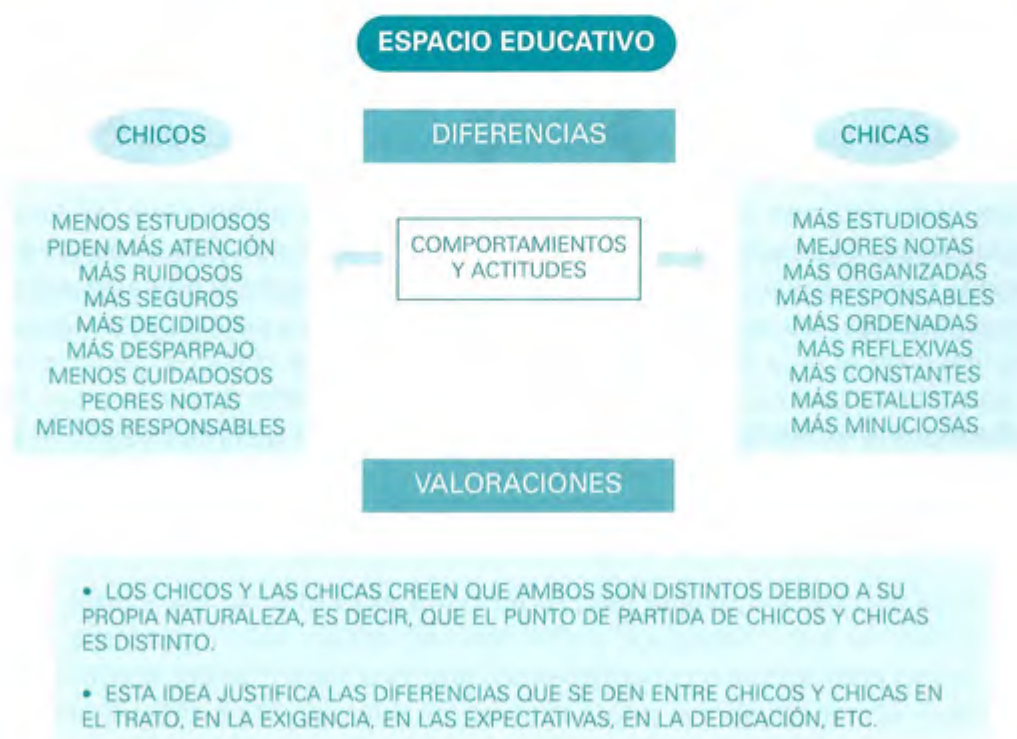 ESPACIO EDUCATIVO
CHICOS
DIFERENCIAS
CHICAS
MENOS ESTUDIOSOS
PIDEN MÁS ATENCIÓN
MÁS RUIDOSOS
MÁS SEGUROS
MÁS DECIDIDOS
MÁS DESPARPAJO
MENOS CUIDADOSOS
PEORES NOTAS
MENOS RESPONSABLES
COMPORTAMIENTOS
Y ACTITUDES
MÁS ESTUDIOSAS
MEJORES NOTAS
MÁS ORGANIZADAS
MÁS RESPONSABLES
MÁS ORDENADAS
MÁS REFLEXIVAS
MÁS CONSTANTES
MÁS DETALLISTAS
MÁS MINUCIOSAS
VALORACIONES
• LOS CHICOS Y LAS CHICAS CREEN QUE AMBOS SON DISTINTOS DEBIDO A SU
PROPIA NATURALEZA, ES DECIR, QUE EL PUNTO DE PARTIDA DE CHICOS Y CHICAS
ES DISTINTO.
• ESTA IDEA JUSTIFICA LAS DIFERENCIAS QUE SE DEN ENTRE CHICOS Y CHICAS EN
EL TRATO, EN LA EXIGENCIA, EN LAS EXPECTATIVAS, EN LA DEDICACIÓN, ETC.